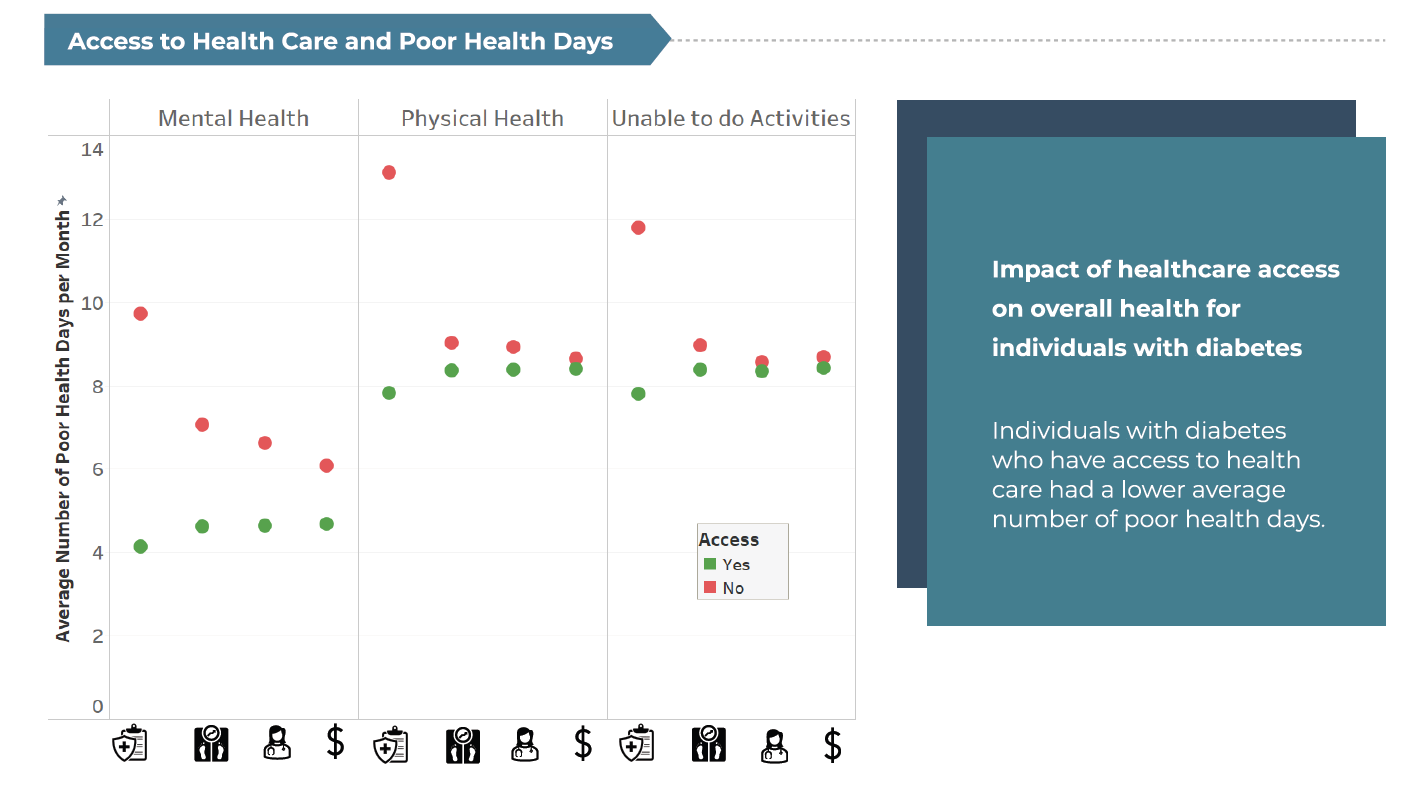 Access to Health Care and Poor Health Days
Mental Health
Physical Health
Unable to do Activities
Average Number of Poor Health Days per Month
14
12
10
8
6
4
2
0
Access
Yes
No
$
$
$
Impact of healthcare access
on overall health for
individuals with diabetes
Individuals with diabetes
who have access to health
care had a lower average
number of poor health days.